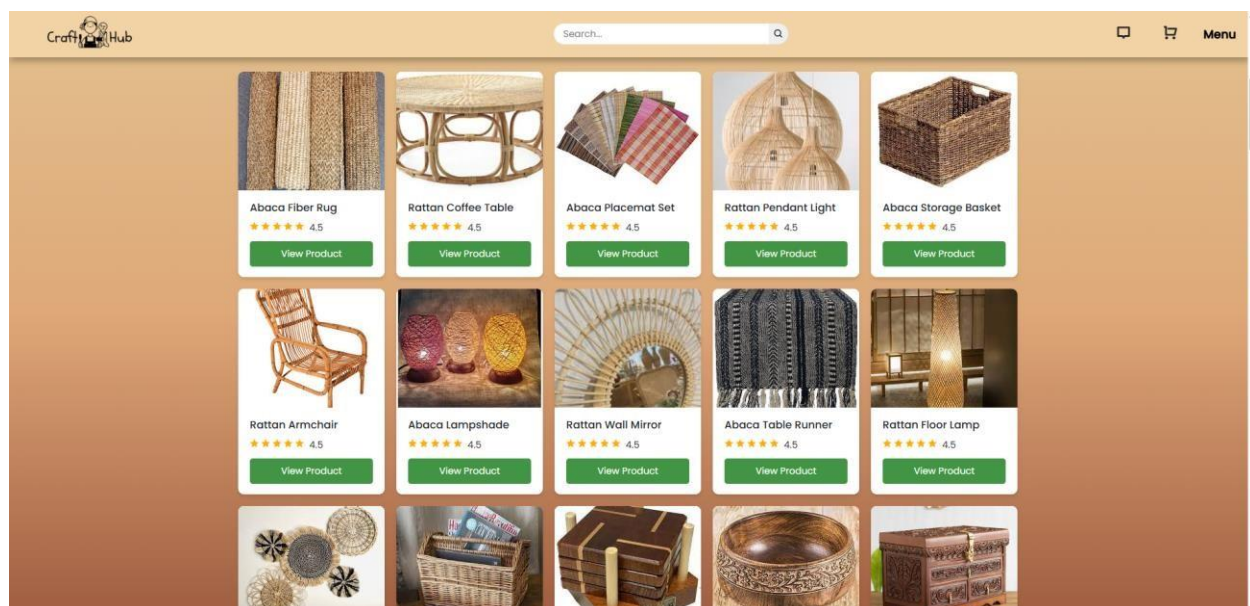 Craft Hub
Search...
Menu
Abaca Fiber Rug
Rattan Coffee Table
Abaca Placemat Set
Rattan Pendant Light
Abaca Storage Basket
4.5
4.5
4.5
4.5
4.5
View Product
View Product
View Product
View Product
View Product
Rattan Armchair
Abaca Lampshade
Rattan Wall Mirror
Abaca Table Runner
Rattan Floor Lamp
4.5
4.5
4.5
4.5
4.5
View Product
View Product
View Product
View Product
View Product